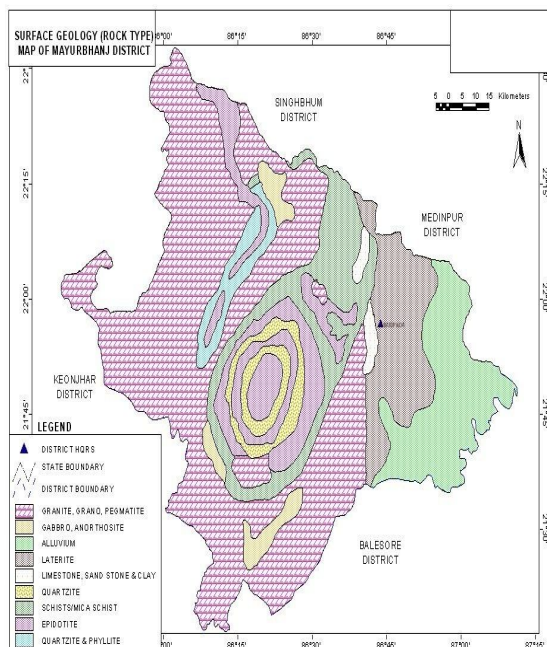 SURFACE GEOLOGY (ROCK TYPE)
MAP OF MAYURBHANJ DISTRICT
86°15'
86°30'
86°45'
5 0 5 10 15 Kilometers
N
SINGHBHUM
DISTRICT
22°15'
22°15'
MEDINPUR
DISTRICT
22°00'
KEONJHAR
DISTRICT
21°45'
21°45'
LEGEND
DISTRICT HQRS
STATE BOUNDARY
DISTRICT BOUNDARY
GRANITE, GRANO, PEGMATITE
GABBRO, ANORTHOSITE
ALLUVIUM
LATERITE
LIMESTONE, SAND STONE & CLAY
QUARTZITE
SCHISTS/MICA SCHIST
EPIDOTITE
QUARTZITE & PHYLLITE
BALESORE
DISTRICT
86°15'
86°30'
86°45'
87°00'